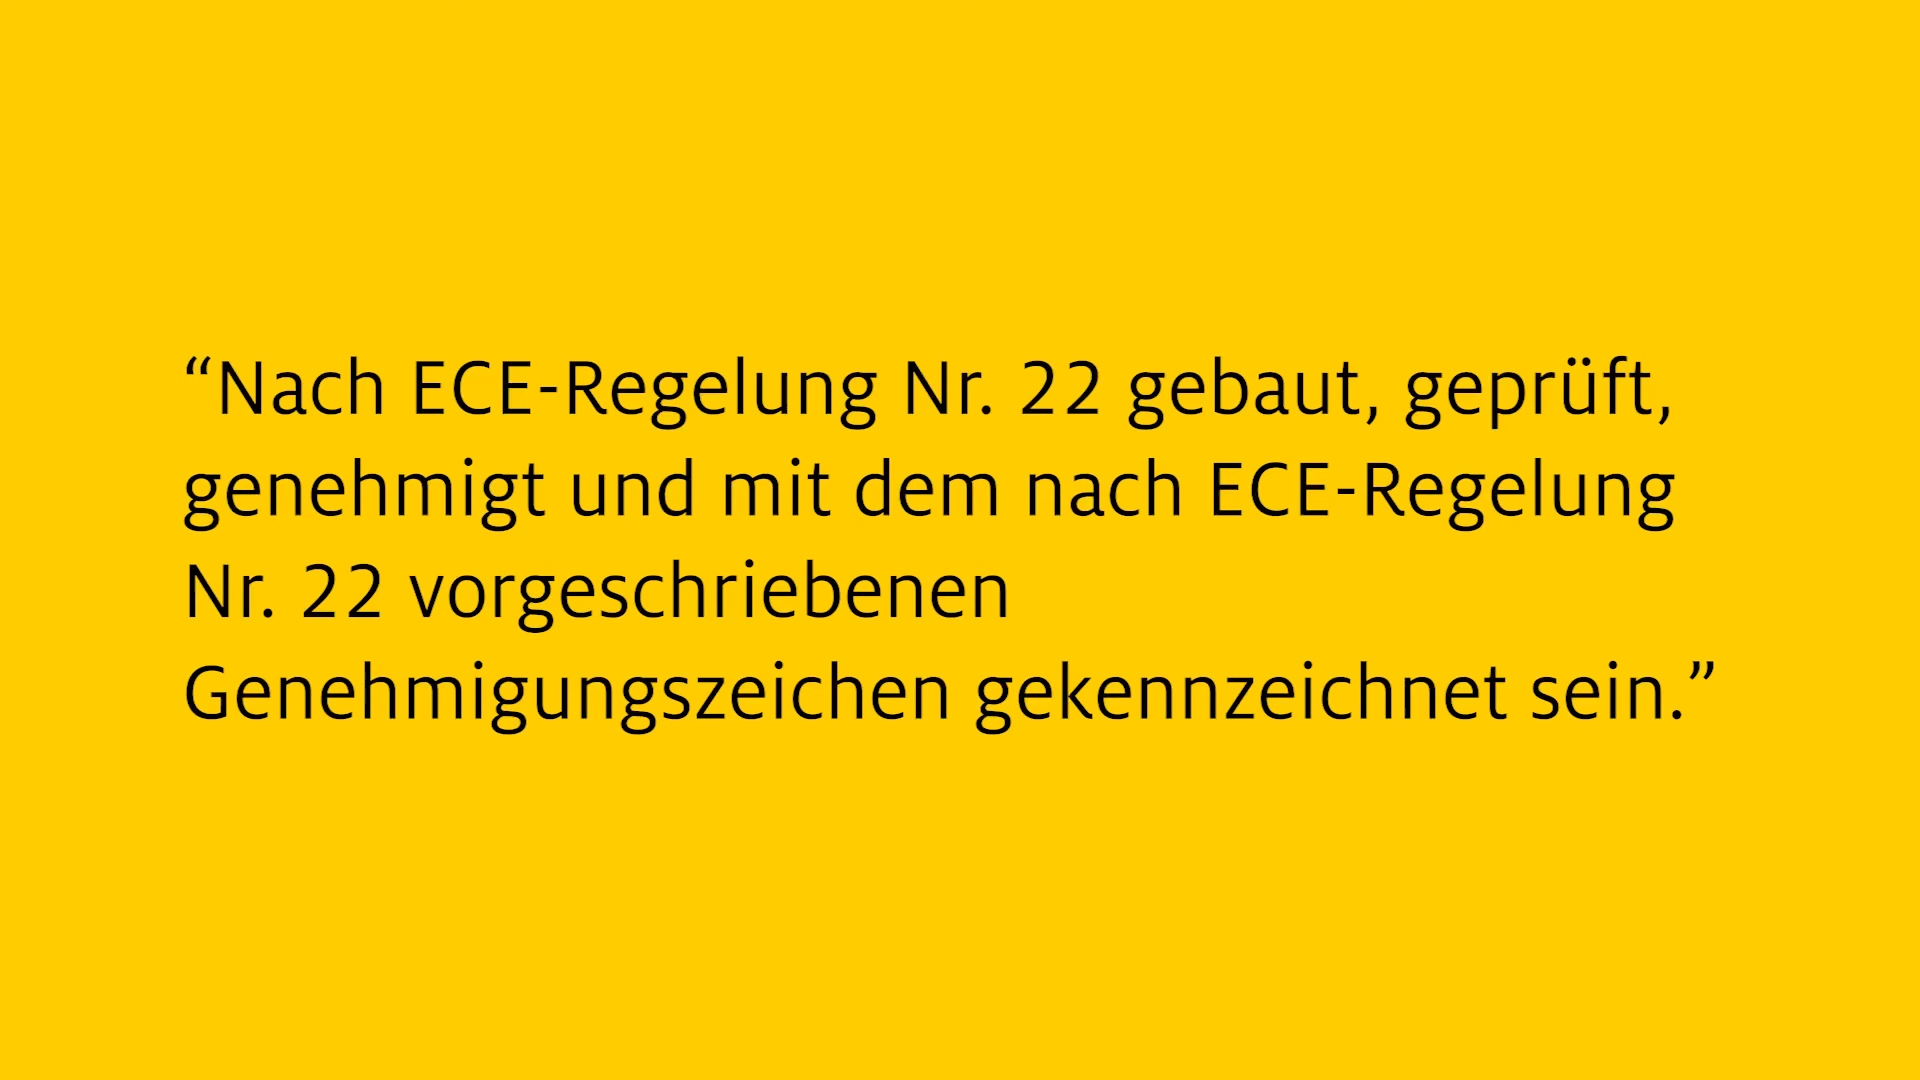 “Nach ECE-Regelung Nr. 22 gebaut, geprüft,
genehmigt und mit dem nach ECE-Regelung
Nr. 22 vorgeschriebenen
Genehmigungszeichen gekennzeichnet sein.”